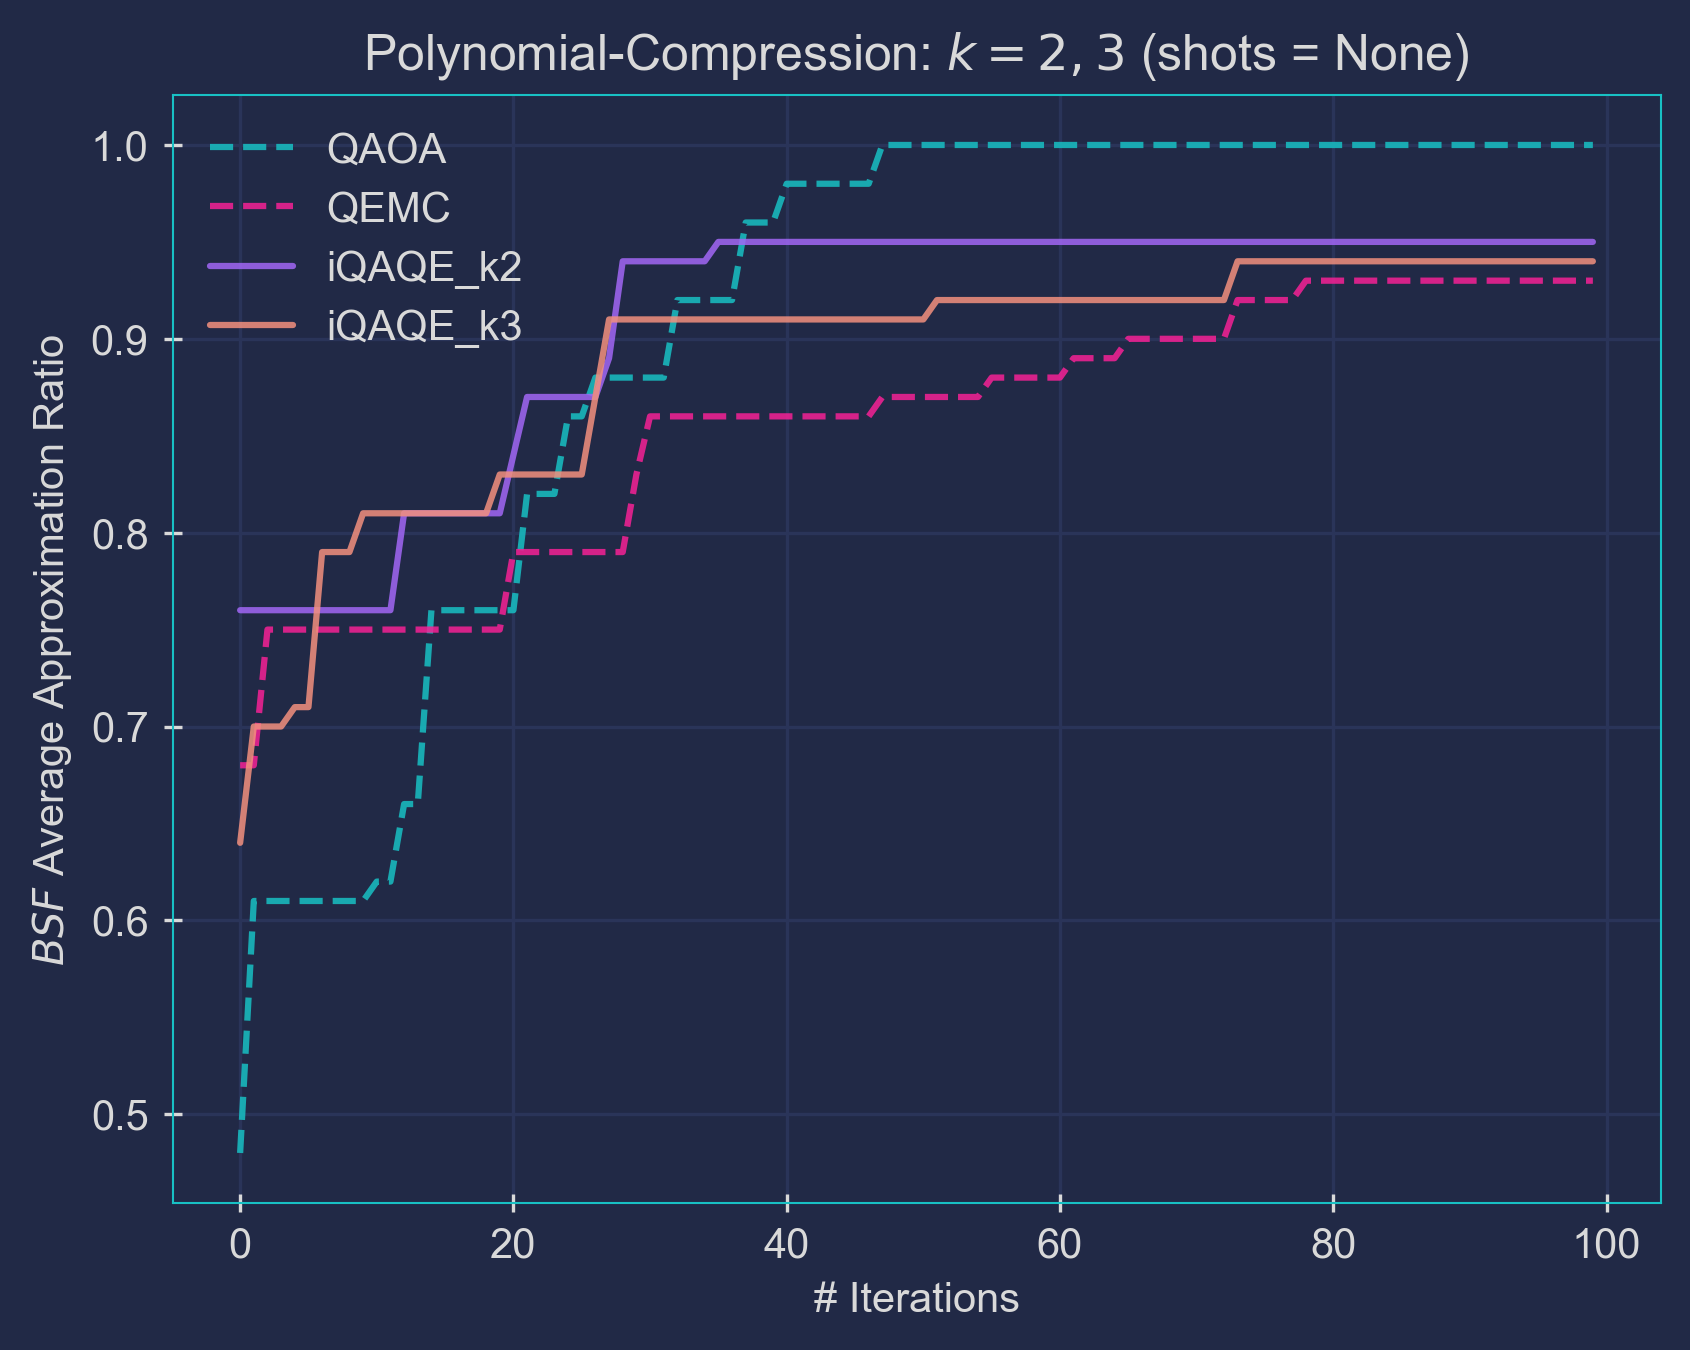 Polynomial-Compression: k = 2, 3 (shots = None)
QAOA
QEMC
iQAQE_k2
iQAQE_k3
BSF Average Approximation Ratio
1.0
0.9
0.8
0.7
0.6
0.5
0 20 40 60 80 100
# Iterations